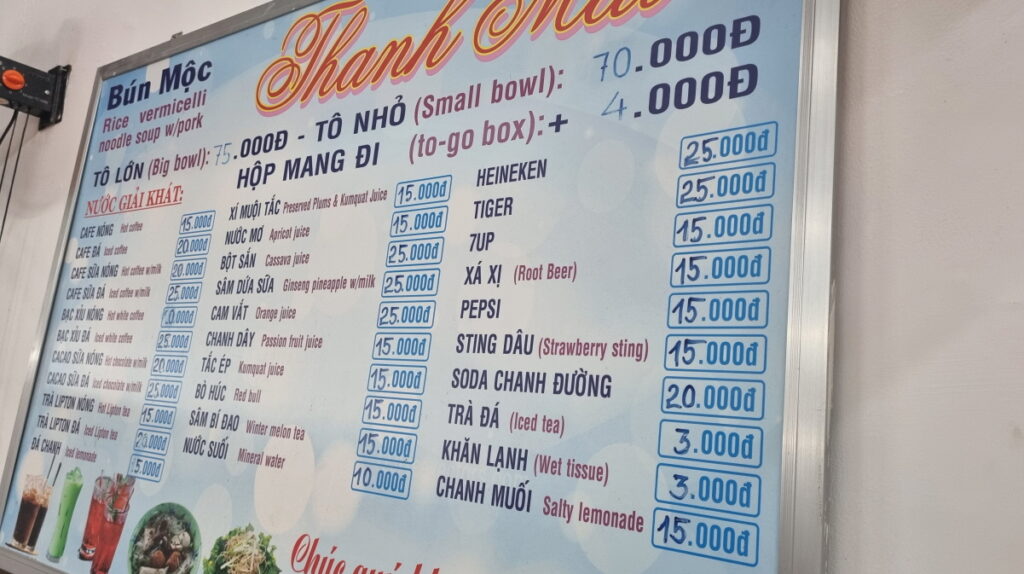 Thanh
Bún Mộc
Rice vermicelli
noodle soup w/pork
TÔ LỚN (Big bowl): 75.000Đ - TÔ NHỎ (Small bowl): 70.000Đ
HỘP MANG ĐI (to-go box): + 4.000Đ
NƯỚC GIẢI KHÁT:
CAFE NÓNG Hot coffee 15.000đ
CAFE ĐÁ Iced coffee 20.000đ
CAFE SỮA NÓNG Hot coffee w/milk 20.000đ
CAFE SỮA ĐÁ Iced coffee w/milk 25.000đ
BẠC XỈU NÓNG Hot white coffee
BẠC XỈU ĐÁ Iced white coffee 25.000đ
CACAO SỮA NÓNG Hot chocolate w/milk 20.000đ
CACAO SỮA ĐÁ Iced chocolate w/milk 25.000đ
TRÀ LIPTON NÓNG Hot Lipton tea 15.000đ
TRÀ LIPTON ĐÁ Iced Lipton tea 20.000đ
ĐÁ CHANH Iced lemonade
XÍ MUỘI TẮC Preserved Plums & Kumquat Juice 15.000đ
NƯỚC MƠ Apricot juice 15.000đ
BỘT SẮN Cassava juice 25.000đ
SÂM DỨA SỮA Ginseng pineapple w/milk 25.000đ
CAM VẮT Orange juice 25.000đ
CHANH DÂY Passion fruit juice 15.000đ
TẮC ÉP Kumquat juice 15.000đ
BÒ HÚC Red bull 15.000đ
SÂM BÍ ĐAO Winter melon tea 15.000đ
NƯỚC SUỐI Mineral water 10.000đ
HEINEKEN 25.000đ
TIGER 25.000đ
7UP 15.000đ
XÁ XỊ (Root Beer) 15.000đ
PEPSI 15.000đ
STING DÂU (Strawberry sting) 15.000đ
SODA CHANH ĐƯỜNG 20.000đ
TRÀ ĐÁ (Iced tea) 3.000đ
KHĂN LẠNH (Wet tissue) 3.000đ
CHANH MUỐI Salty lemonade 15.000đ
Chúc quý